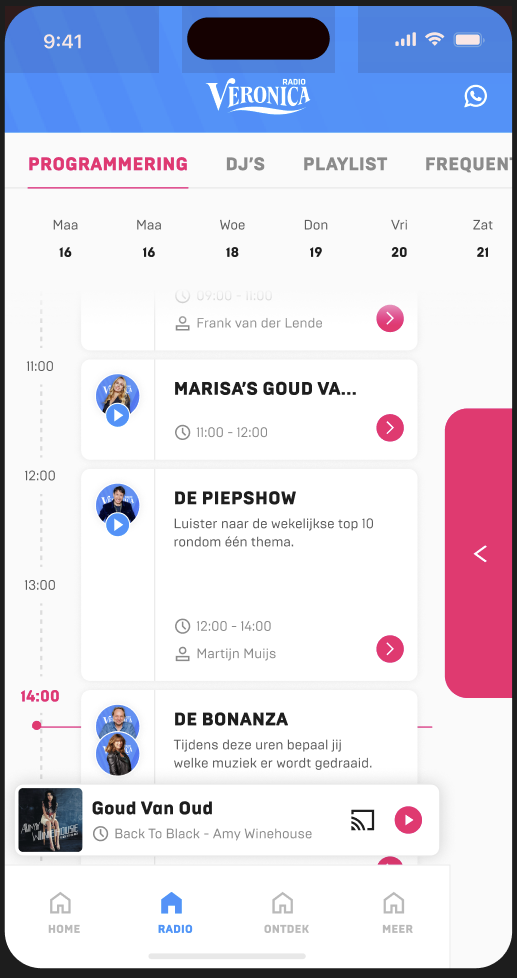 9:41
RADIO
VERONICA
PROGRAMMERING DJ'S PLAYLIST FREQUENT
Maa Maa Woe Don Vri Zat
16 16 18 19 20 21
09:00 - 11:00
Frank van der Lende
11:00
MARISA'S GOUD VA...
11:00 - 12:00
12:00
DE PIEPSHOW
Luister naar de wekelijkse top 10
rondom één thema.
13:00
12:00 - 14:00
Martijn Muijs
14:00
DE BONANZA
Tijdens deze uren bepaal jij
welke muziek er wordt gedraaid.
AMY WINEHOUSE
Goud Van Oud
Back To Black - Amy Winehouse
HOME RADIO ONTDEK MEER